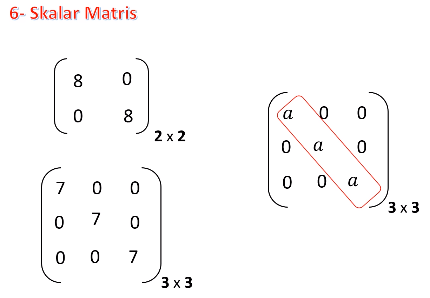 6- Skalar Matris
8 0
0 8
2 x 2
7 0 0
0 7 0
0 0 7
3 x 3
a 0 0
0 a 0
0 0 a
3 x 3